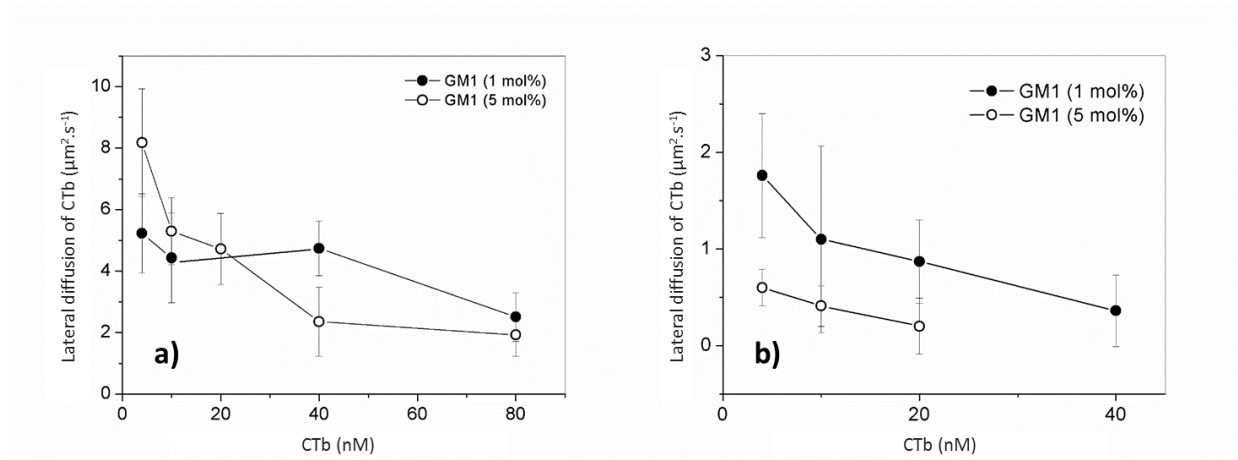 Lateral diffusion of CTb (µm².s⁻¹)
10
8
6
4
2
0
GM1 (1 mol%)
GM1 (5 mol%)
a)
0
20
40
60
80
CTb (nM)
Lateral diffusion of CTb (µm².s⁻¹)
3
2
1
0
GM1 (1 mol%)
GM1 (5 mol%)
b)
0
20
40
CTb (nM)